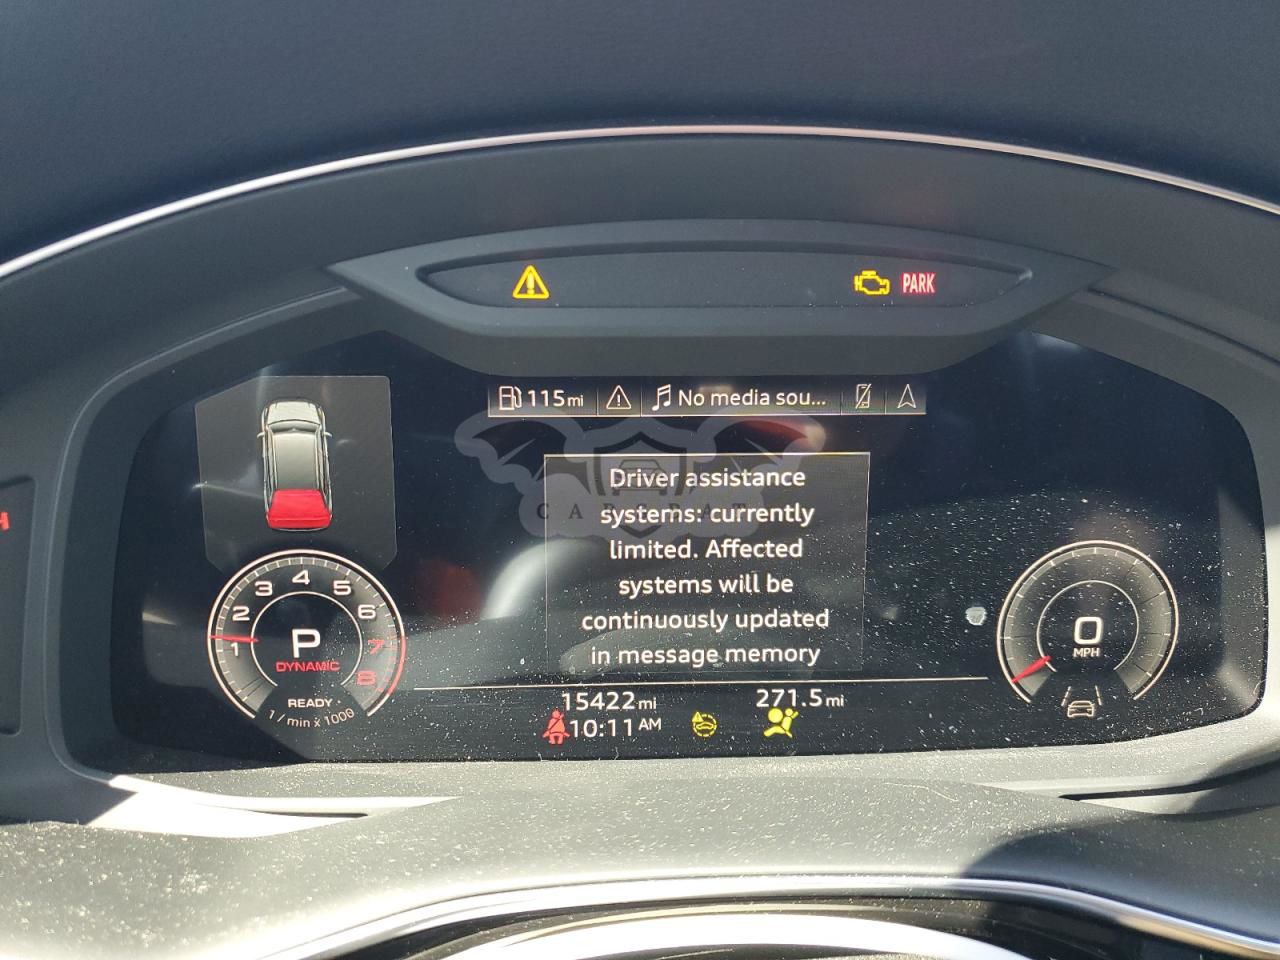 PARK
115mi
No media sou...
Driver assistance
systems: currently
limited. Affected
systems will be
continuously updated
in message memory
1 2 3 4 5 6 7 8
P
DYNAMIC
READY
1/min x 1000
0
MPH
15422mi
271.5mi
10:11AM